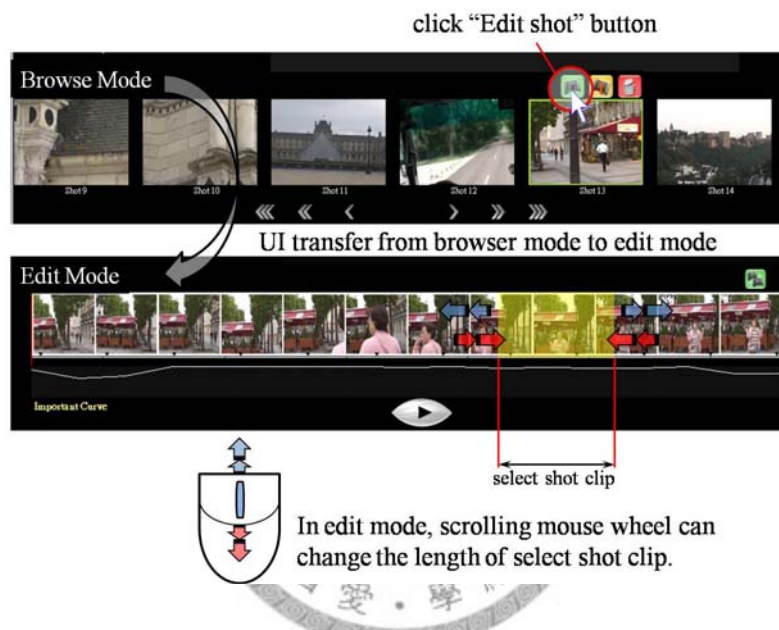 click “Edit shot” button
Browse Mode
Shot 9
Shot 10
Shot 11
Shot 12
Shot 13
Shot 14
UI transfer from browser mode to edit mode
Edit Mode
Important Curve
select shot clip
In edit mode, scrolling mouse wheel can
change the length of select shot clip.
愛 • 學